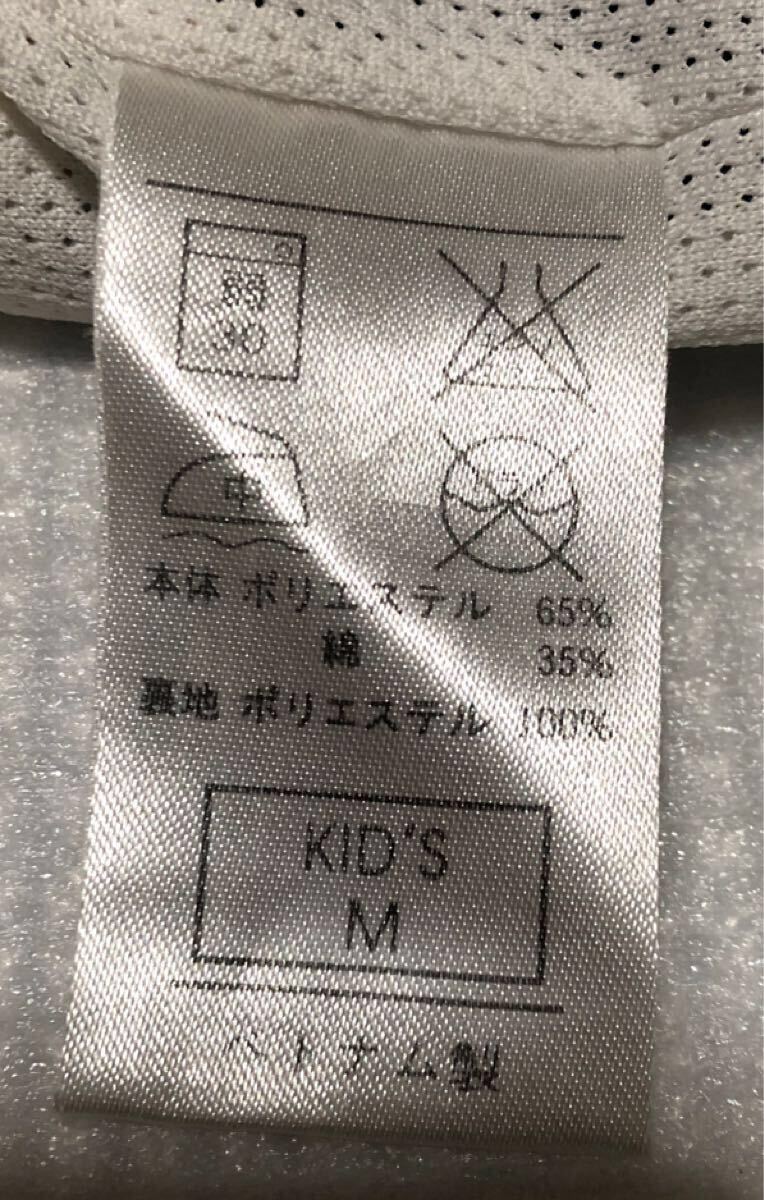 弱
30
中
本体 ポリエステル 65%
綿 35%
裏地 ポリエステル 100%
KID'S
M
ベトナム製